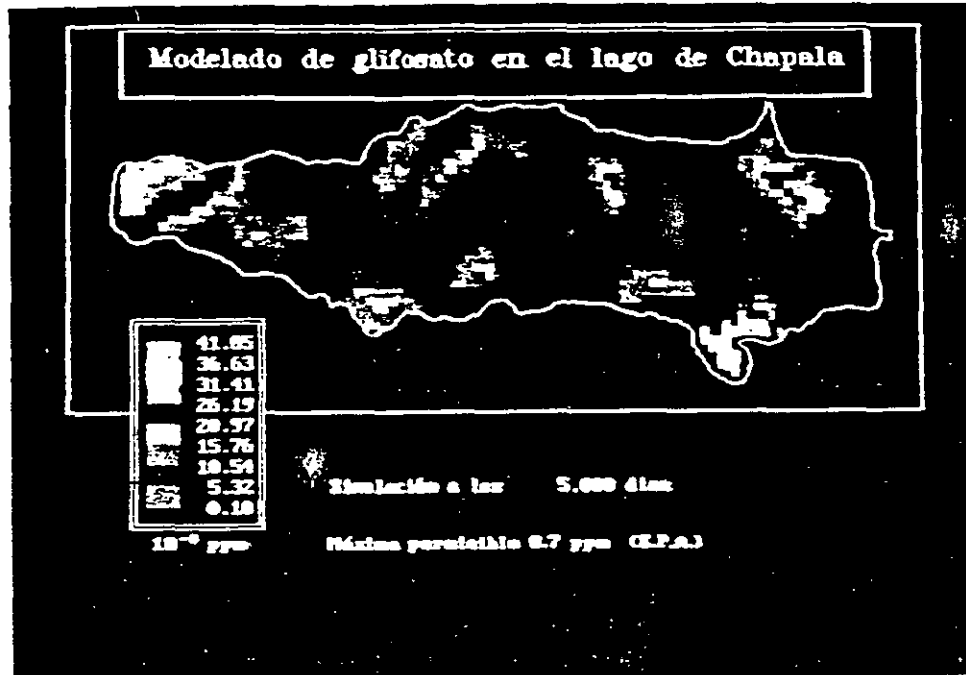 Modelado de glifosato en el lago de Chapala
41.85
36.63
31.41
26.19
20.97
15.76
10.54
5.32
0.10
ppm
Simulación a los 5.000 dias
Máxima permisible 0.7 ppm (E.P.A.)